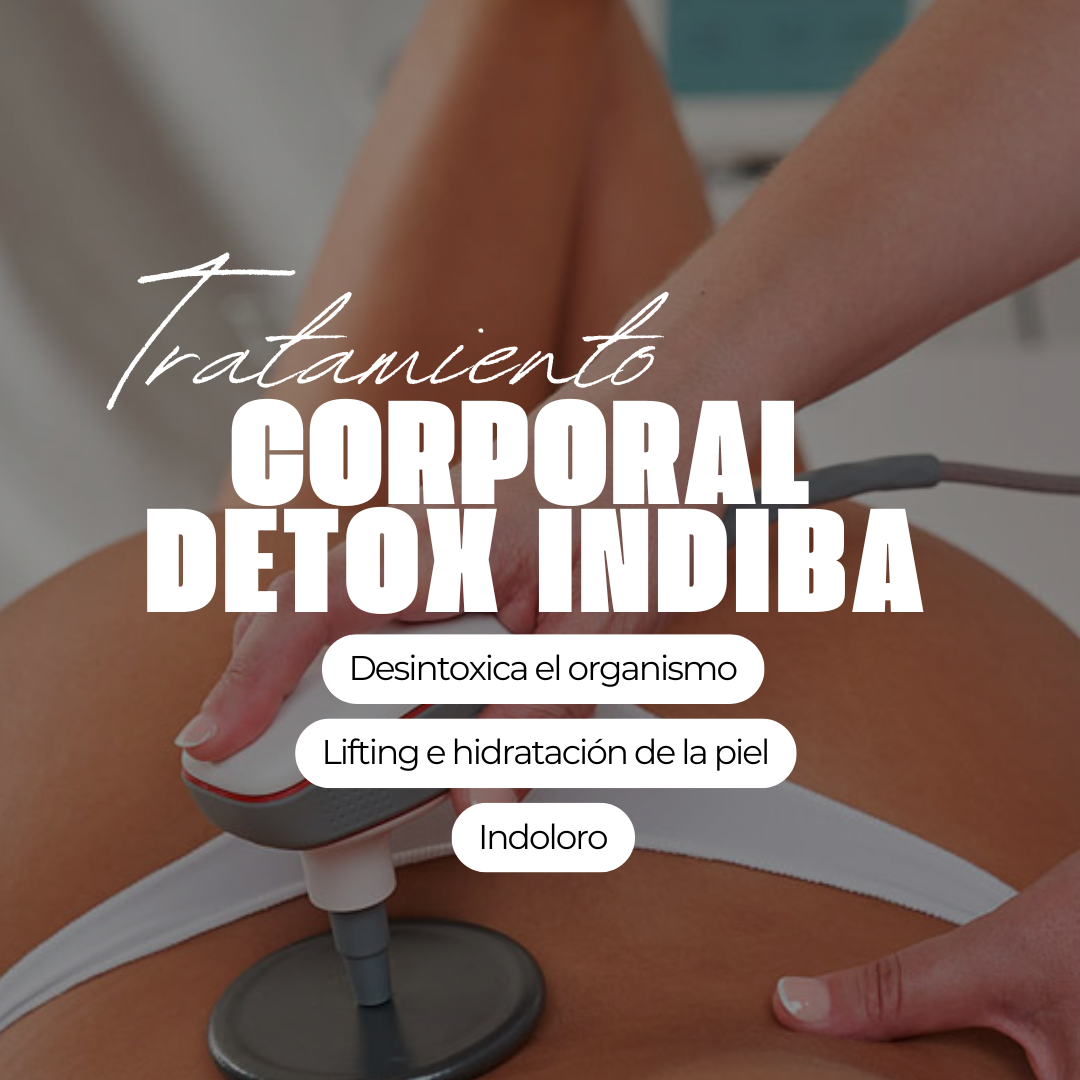 Tratamiento
CORPORAL
DETOX INDIBA
Desintoxica el organismo
Lifting e hidratación de la piel
Indoloro